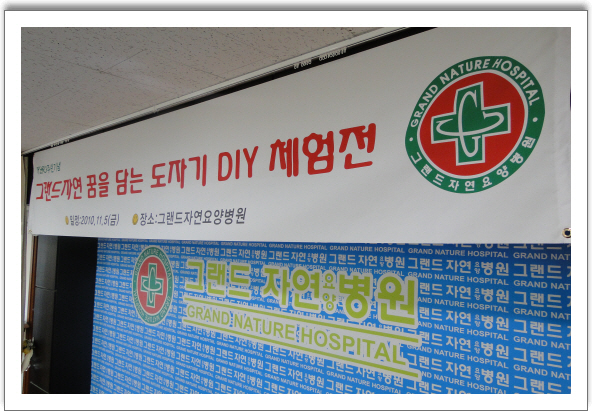 그랜드자연 꿈을 담는 도자기 DIY 체험전
일정:2010.11.5(금) 장소:그랜드자연요양병원
GRAND NATURE HOSPITAL
그랜드자연요양병원
그랜드 자연요양병원
GRAND NATURE HOSPITAL